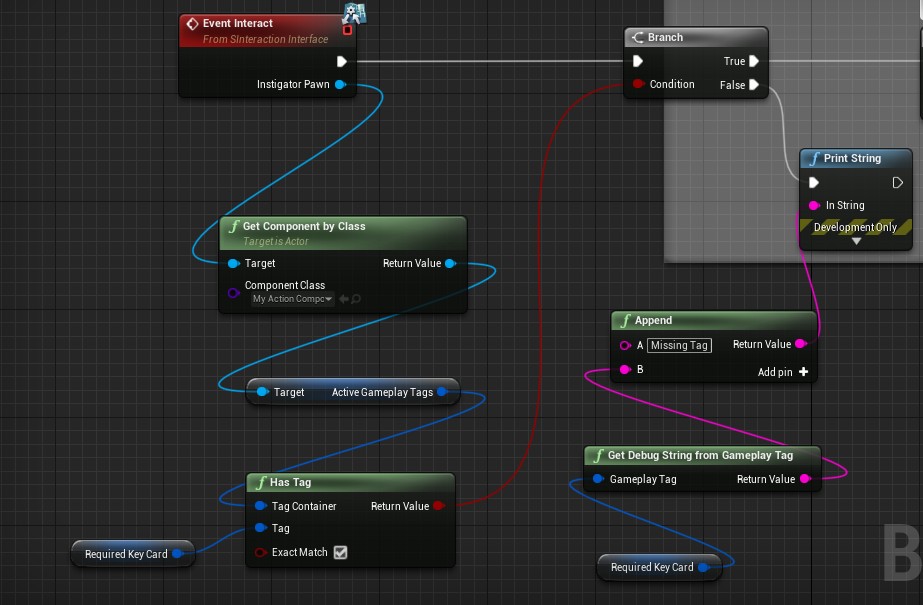 Event Interact
From SInteraction Interface
Instigator Pawn
Branch
True
Condition
False
Print String
In String
Development Only
Get Component by Class
Target is Actor
Target
Return Value
Component Class
My Action Compc
Append
A
Missing Tag
Return Value
B
Add pin
Target
Active Gameplay Tags
Get Debug String from Gameplay Tag
Gameplay Tag
Return Value
Has Tag
Tag Container
Return Value
Tag
Exact Match
Required Key Card
Required Key Card
B